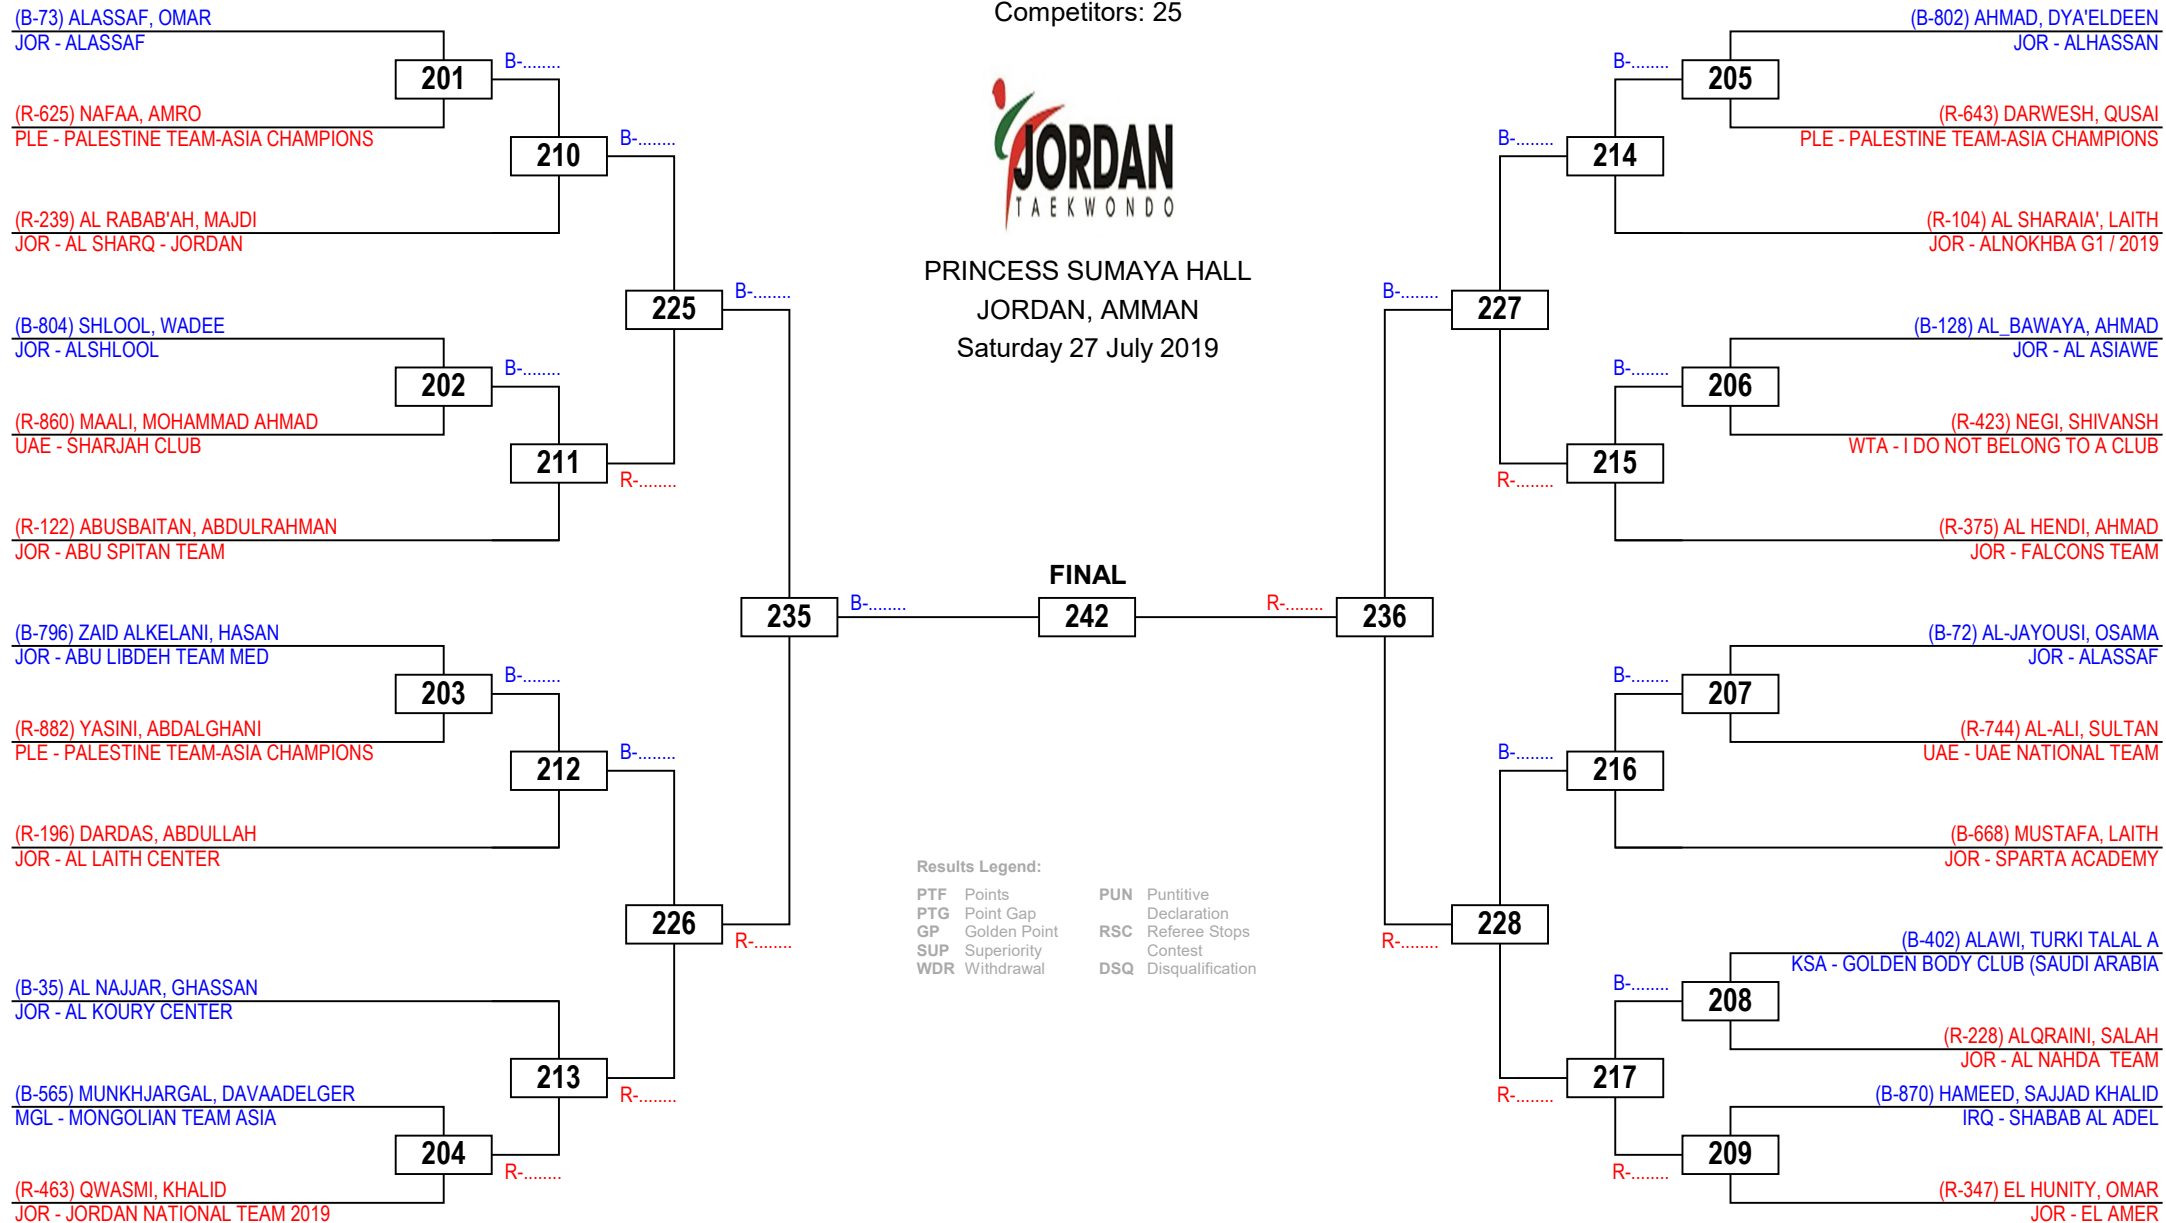 Competitors: 25
JORDAN
TAEKWONDO
PRINCESS SUMAYA HALL
JORDAN, AMMAN
Saturday 27 July 2019
(B-73) ALASSAF, OMAR
JOR - ALASSAF
201
B-........
(R-625) NAFAA, AMRO
PLE - PALESTINE TEAM-ASIA CHAMPIONS
210
B-........
(R-239) AL RABAB'AH, MAJDI
JOR - AL SHARQ - JORDAN
225
B-........
(B-804) SHLOOL, WADEE
JOR - ALSHLOOL
202
B-........
(R-860) MAALI, MOHAMMAD AHMAD
UAE - SHARJAH CLUB
211
R-........
(R-122) ABUSBAITAN, ABDULRAHMAN
JOR - ABU SPITAN TEAM
235
B-........
(B-796) ZAID ALKELANI, HASAN
JOR - ABU LIBDEH TEAM MED
203
B-........
(R-882) YASINI, ABDALGHANI
PLE - PALESTINE TEAM-ASIA CHAMPIONS
212
B-........
(R-196) DARDAS, ABDULLAH
JOR - AL LAITH CENTER
226
R-........
(B-35) AL NAJJAR, GHASSAN
JOR - AL KOURY CENTER
213
R-........
(B-565) MUNKHJARGAL, DAVAADELGER
MGL - MONGOLIAN TEAM ASIA
204
R-........
(R-463) QWASMI, KHALID
JOR - JORDAN NATIONAL TEAM 2019
FINAL
242
(B-802) AHMAD, DYA'ELDEEN
JOR - ALHASSAN
B-........
205
(R-643) DARWESH, QUSAI
PLE - PALESTINE TEAM-ASIA CHAMPIONS
B-........
214
(R-104) AL SHARAIA', LAITH
JOR - ALNOKHBA G1 / 2019
B-........
227
(B-128) AL_BAWAYA, AHMAD
JOR - AL ASIAWE
B-........
206
(R-423) NEGI, SHIVANSH
WTA - I DO NOT BELONG TO A CLUB
215
R-........
(R-375) AL HENDI, AHMAD
JOR - FALCONS TEAM
R-........
236
(B-72) AL-JAYOUSI, OSAMA
JOR - ALASSAF
B-........
207
(R-744) AL-ALI, SULTAN
UAE - UAE NATIONAL TEAM
B-........
216
(B-668) MUSTAFA, LAITH
JOR - SPARTA ACADEMY
228
R-........
(B-402) ALAWI, TURKI TALAL A
KSA - GOLDEN BODY CLUB (SAUDI ARABIA
B-........
208
(R-228) ALQRAINI, SALAH
JOR - AL NAHDA  TEAM
217
R-........
(B-870) HAMEED, SAJJAD KHALID
IRQ - SHABAB AL ADEL
209
R-........
(R-347) EL HUNITY, OMAR
JOR - EL AMER
Results Legend:
PTF Points
PTG Point Gap
GP Golden Point
SUP Superiority
WDR Withdrawal
PUN Puntitive
Declaration
RSC Referee Stops
Contest
DSQ Disqualification